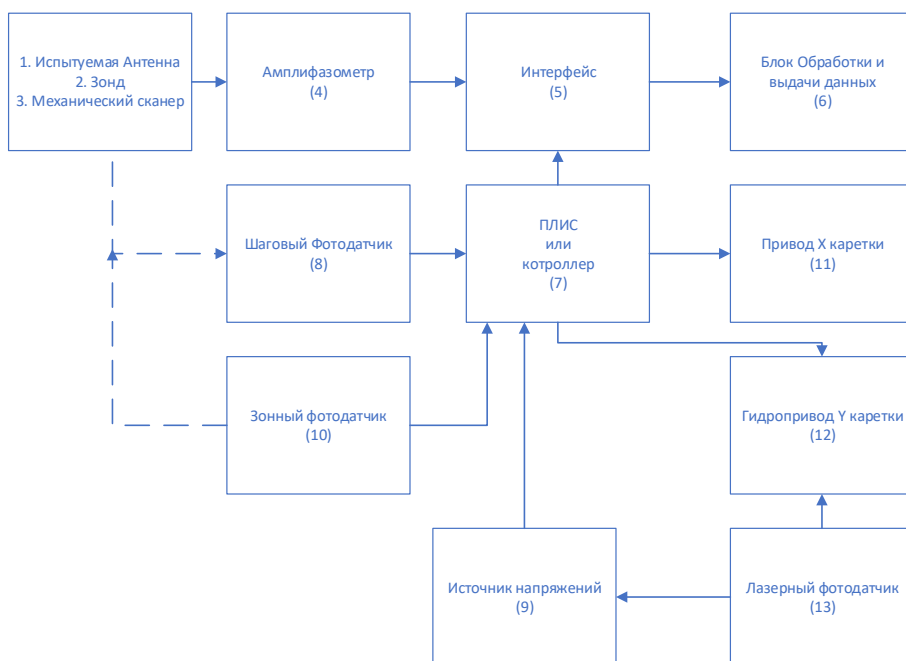 1. Испытуемая Антенна
2. Зонд
3. Механический сканер
Амплифазометр
(4)
Интерфейс
(5)
Блок Обработки и
выдачи данных
(6)
Шаговый Фотодатчик
(8)
ПЛИС
или
котроллер
(7)
Привод X каретки
(11)
Зонный фотодатчик
(10)
Гидропривод Y каретки
(12)
Источник напряжений
(9)
Лазерный фотодатчик
(13)